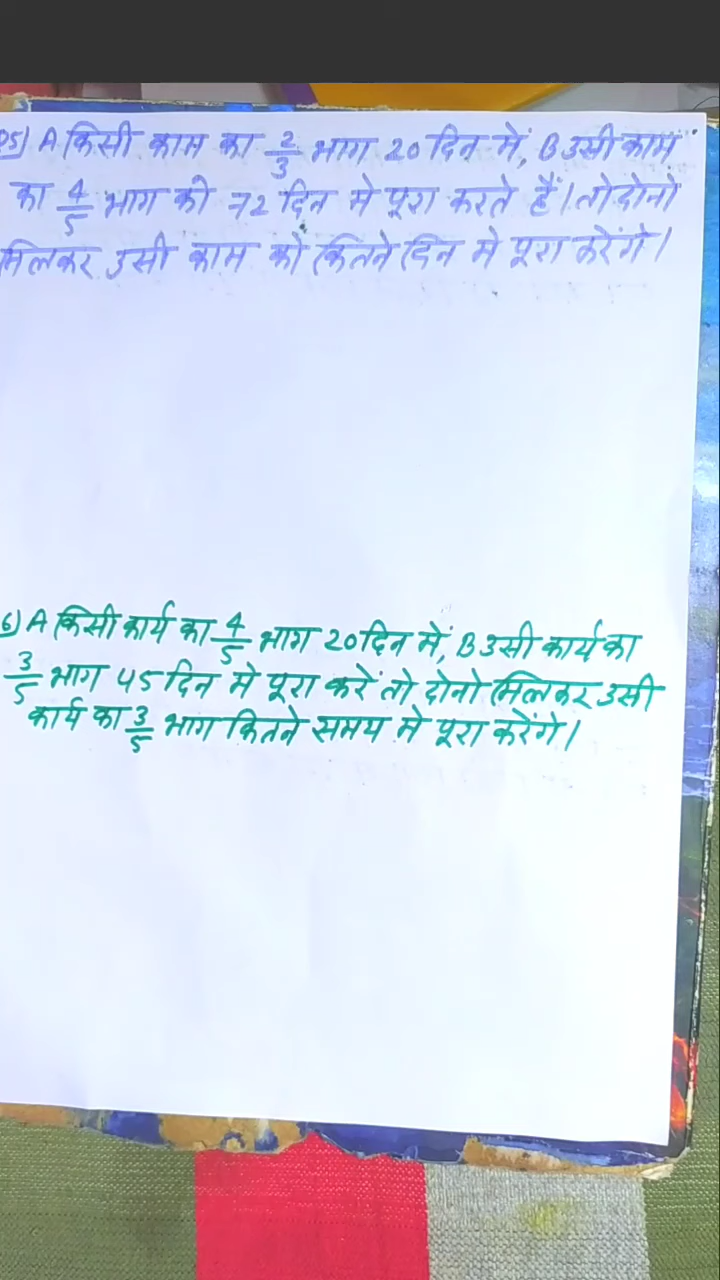 Q5) A किसी काम का 2/3 भाग 20 दिन में, B उसी काम
का 4/5 भाग को 72 दिन मे पूरा करते हैं। तो दोनो
मिलकर उसी काम को कितने दिन मे पूरा करेंगे।
6) A किसी कार्य का 4/5 भाग 20 दिन में, B उसी कार्य का
3/5 भाग 45 दिन मे पूरा करें तो दोनो मिलकर उसी
कार्य का 3/5 भाग कितने समय मे पूरा करेंगे।